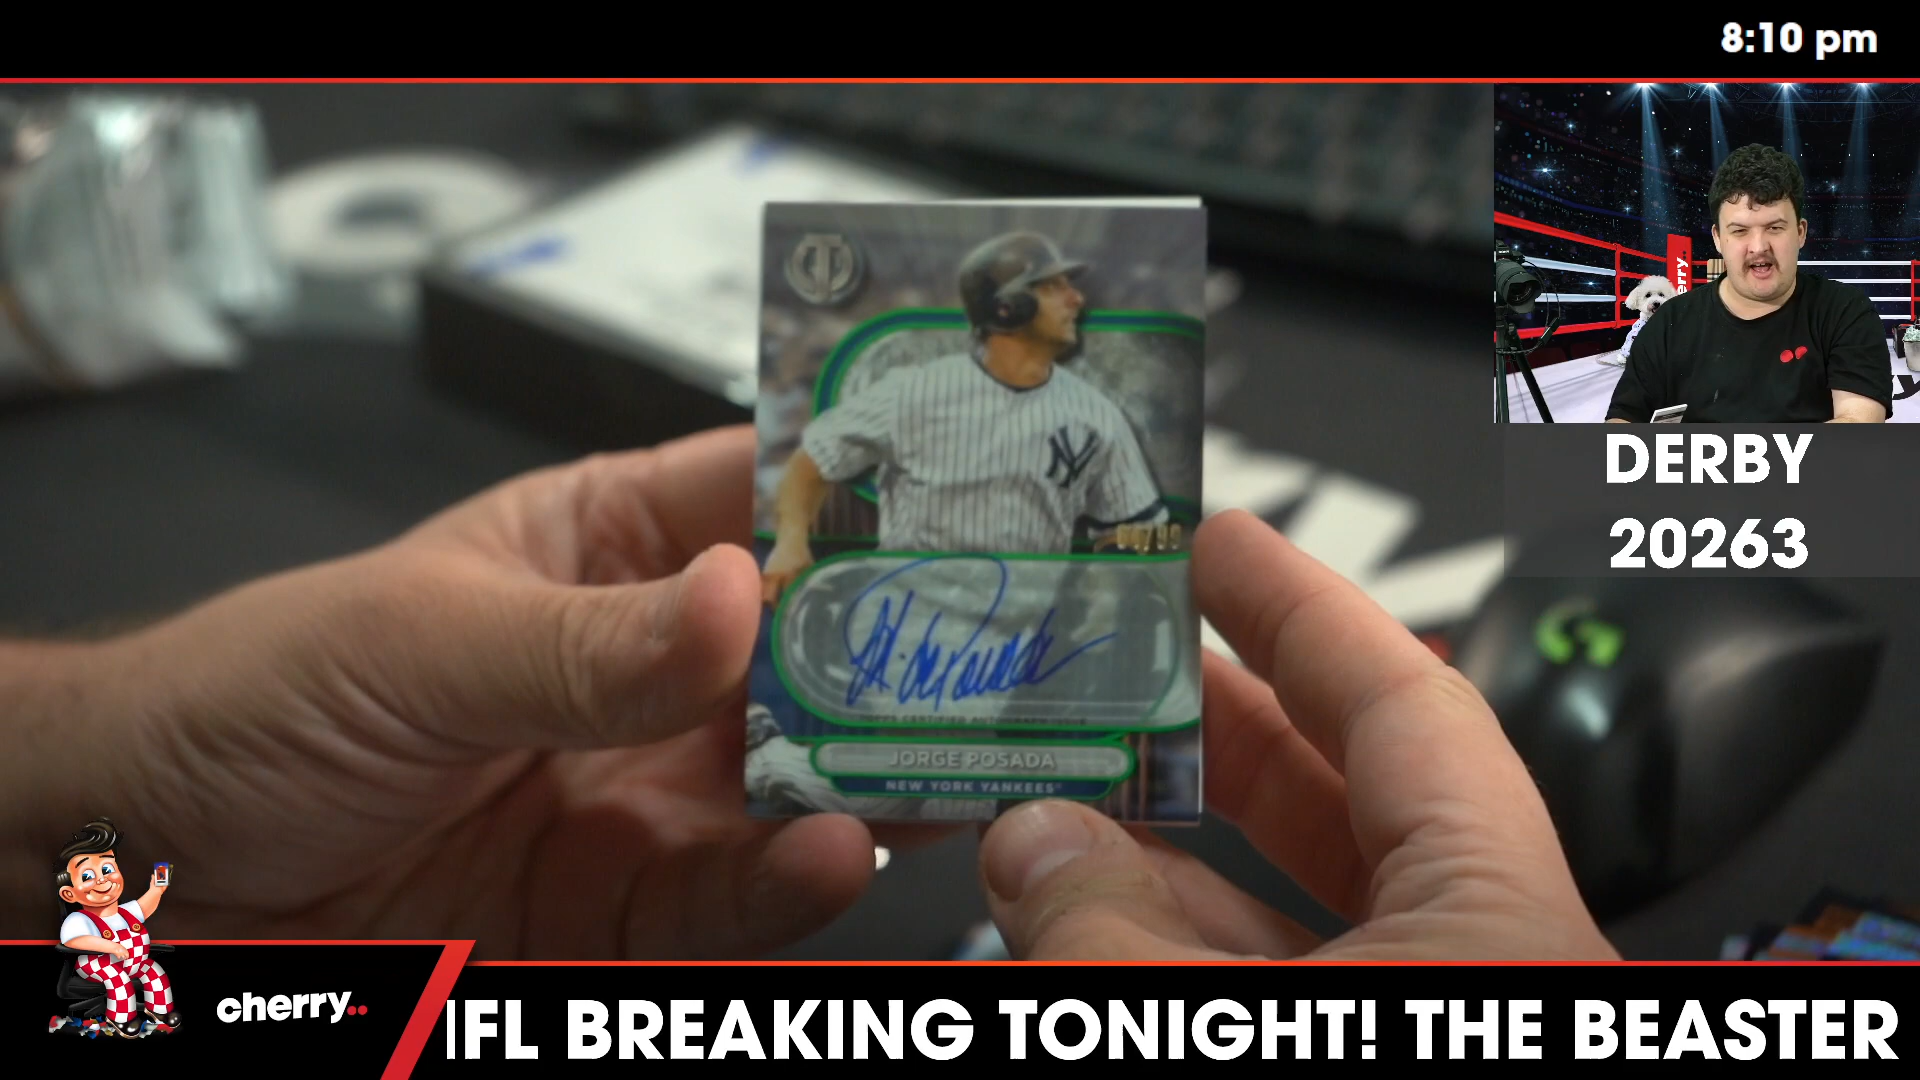 8:10 pm
DERBY
20263
JORGE POSADA
NEW YORK YANKEES
cherry..
IFL BREAKING TONIGHT! THE BEASTER